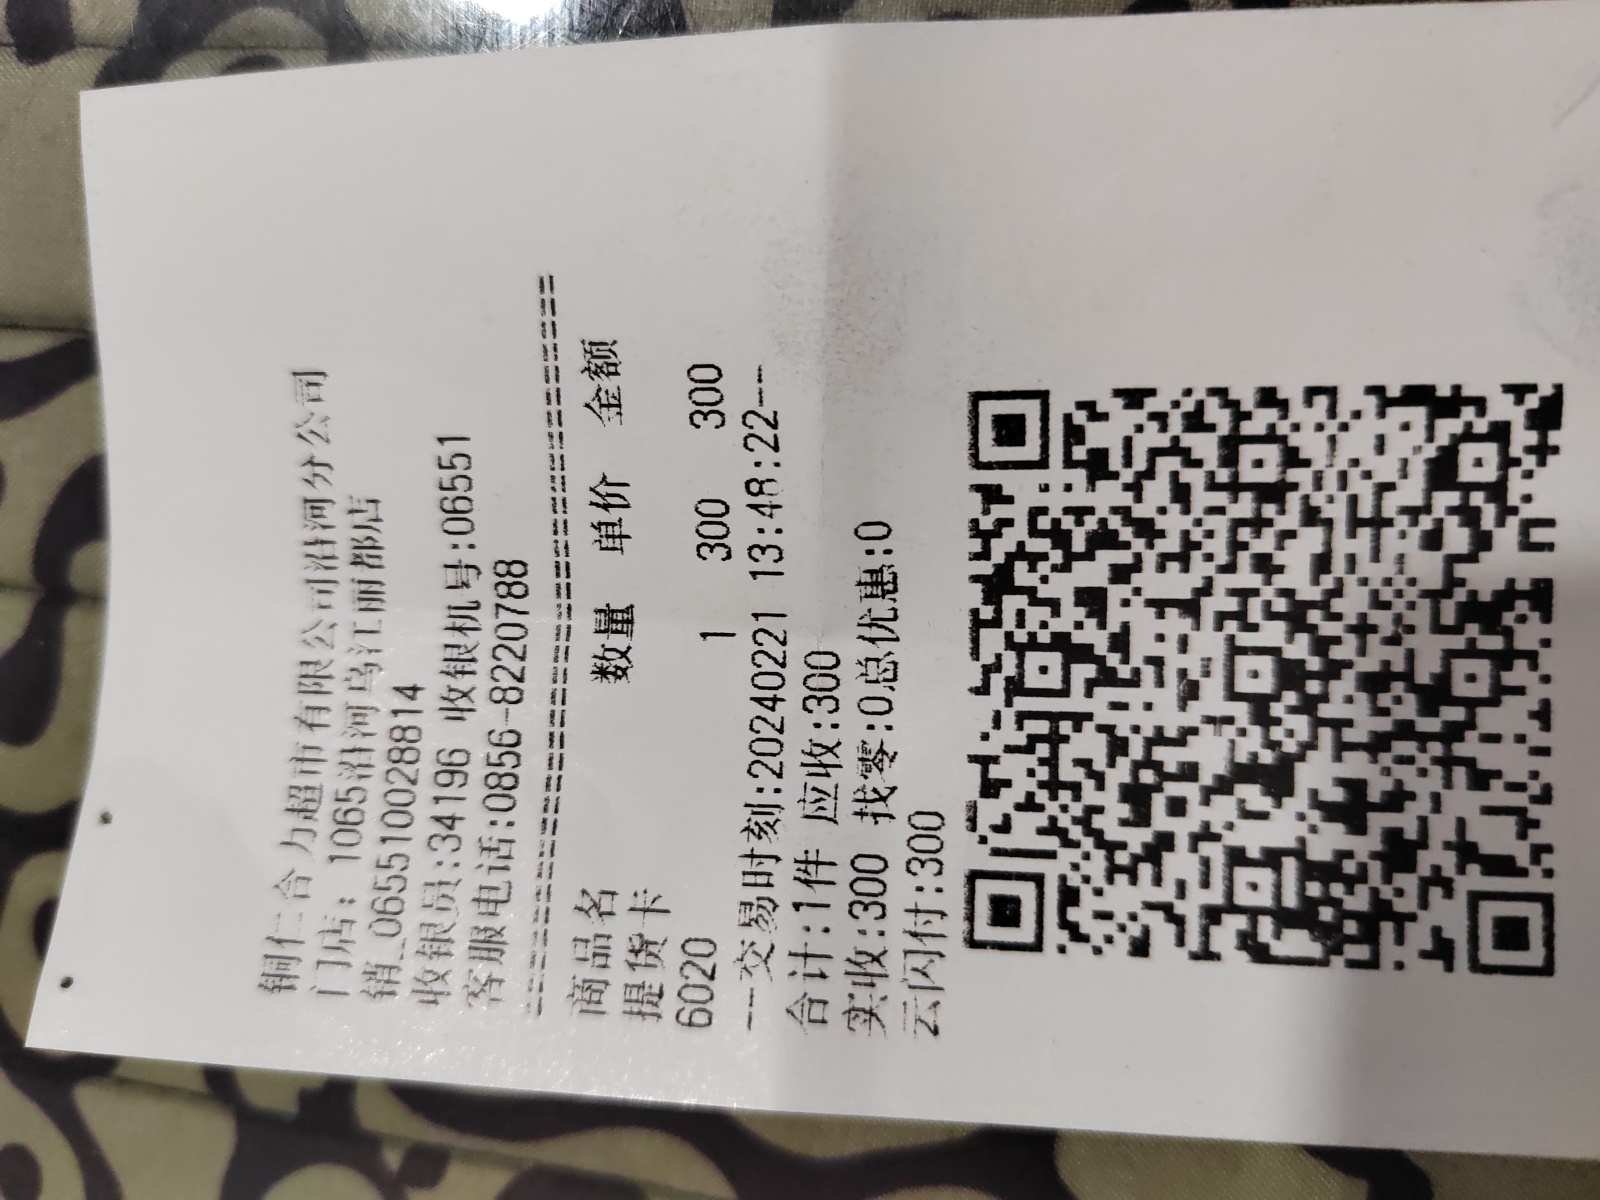 铜仁合力超市有限公司沿河分公司
门店: 1065沿河乌江丽都店
销__0655100288​14
收银员:34196 收银机号:06551
客服电话:0856-8220788
================================
商品名 数量 单价 金额
提货卡
6020 1 300 300
--交易时刻:20240221 13:48:22--
合计:1件 应收:300
实收:300 找零:0总优惠:0
云闪付:300